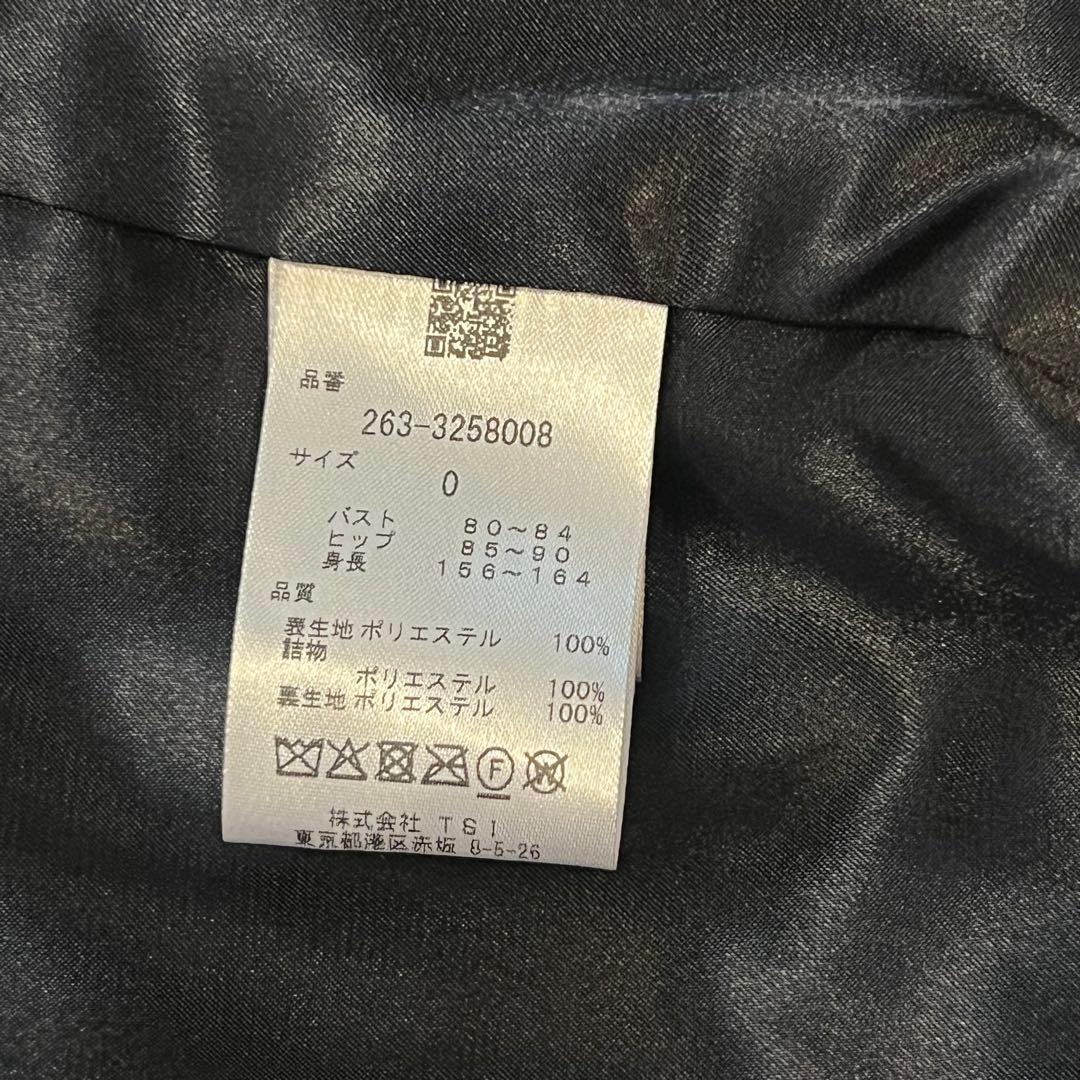 品番
263-3258008
サイズ
0
バスト 80~84
ヒップ 85~90
身長 156~164
品質
表生地 ポリエステル 100%
詰物
ポリエステル 100%
裏生地 ポリエステル 100%
F
W
株式会社 TSI
東京都港区赤坂 8-5-26